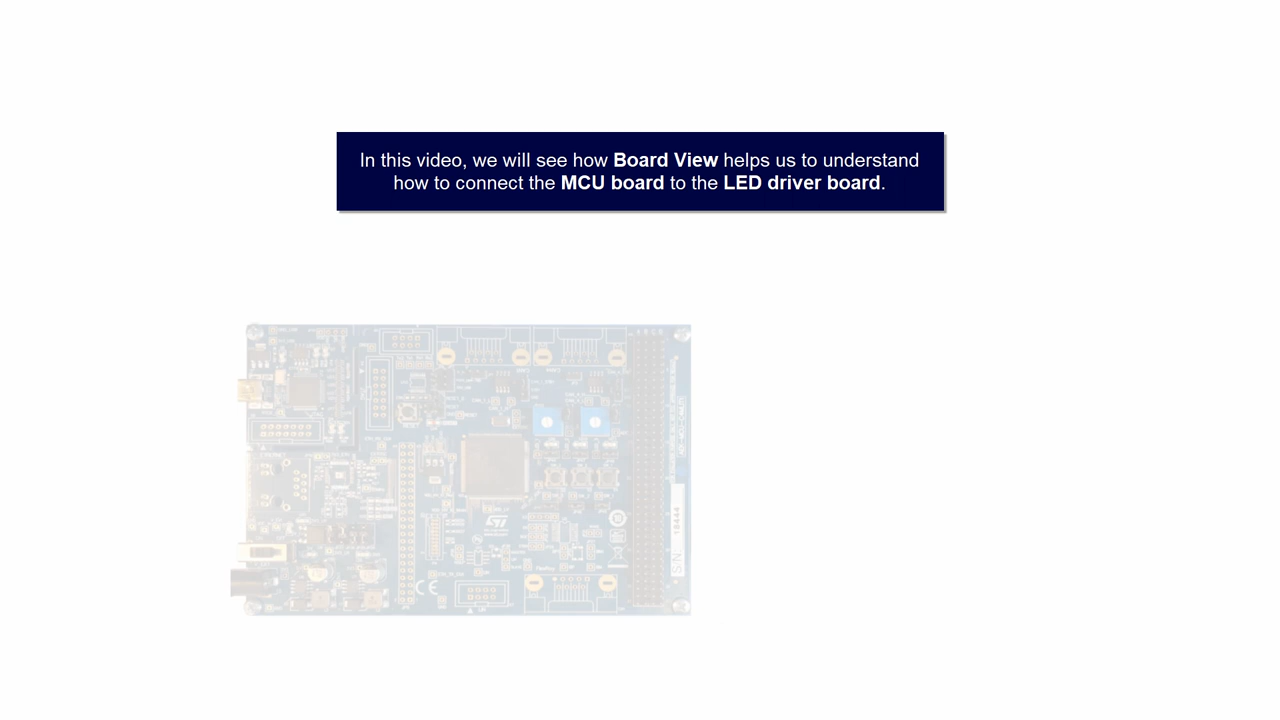 In this video, we will see how Board View helps us to understand
how to connect the MCU board to the LED driver board.
18444
S/N: